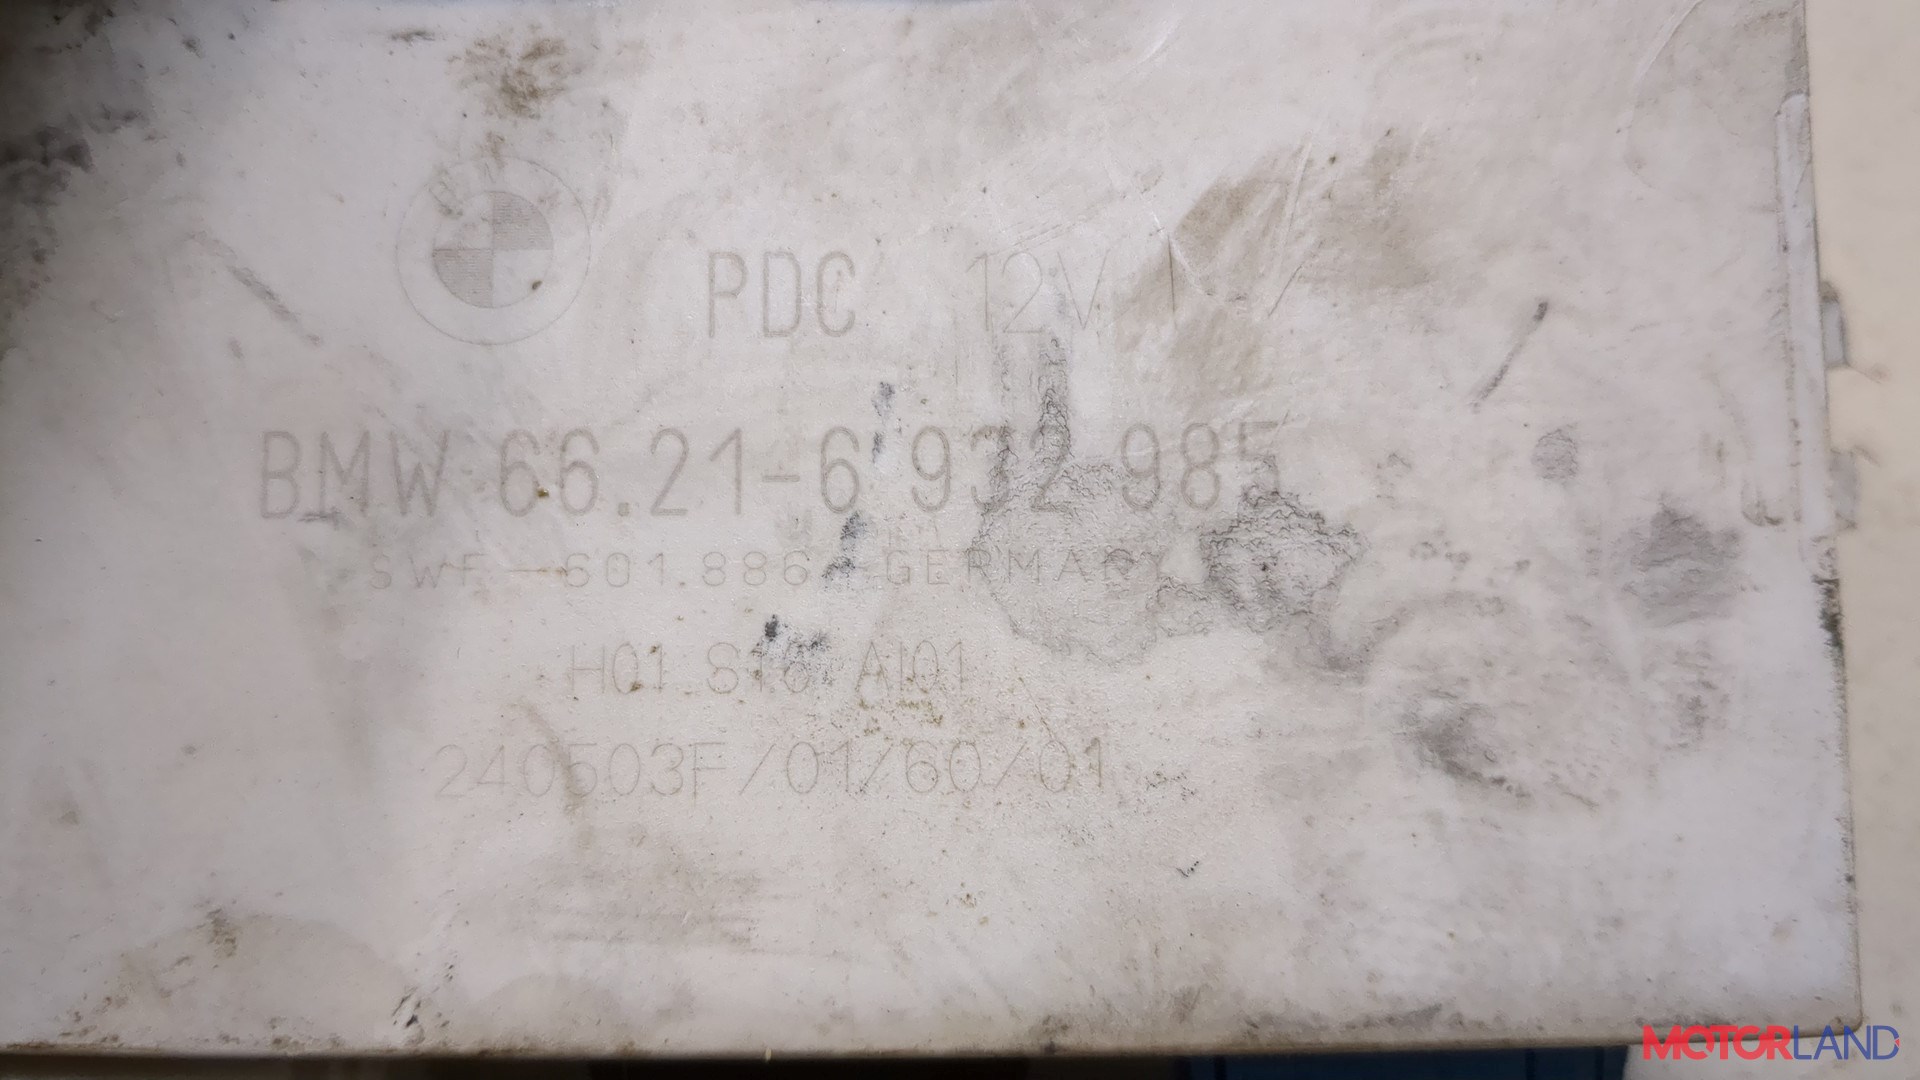 BMW
PDC 12V
BMW 66.21-6 932 985
SWF - 601.886 GERMANY
H01 S16 AI01
240503F/01/60/01
MOTORLAND